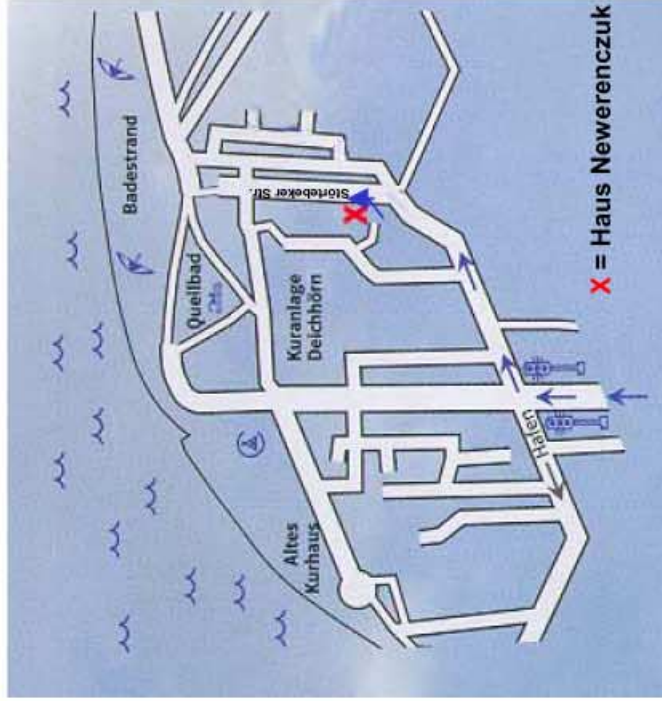 Badestrand
Quellbad
Störtebeker Str.
Kuranlage
Deichhörn
Altes
Kurhaus
Hafen
X = Haus Newerenczuk
X